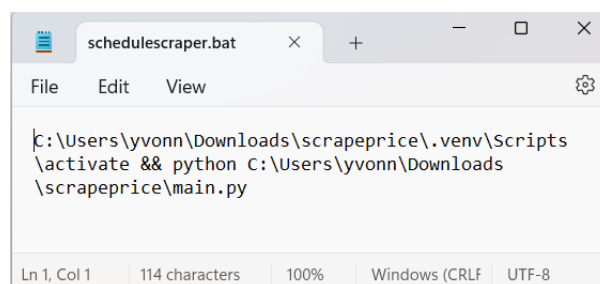 schedulescraper.bat
File Edit View
C:\Users\yvonn\Downloads\scrapeprice\.venv\Scripts
\activate && python C:\Users\yvonn\Downloads
\scrapeprice\main.py
Ln 1, Col 1 114 characters 100% Windows (CRLF UTF-8